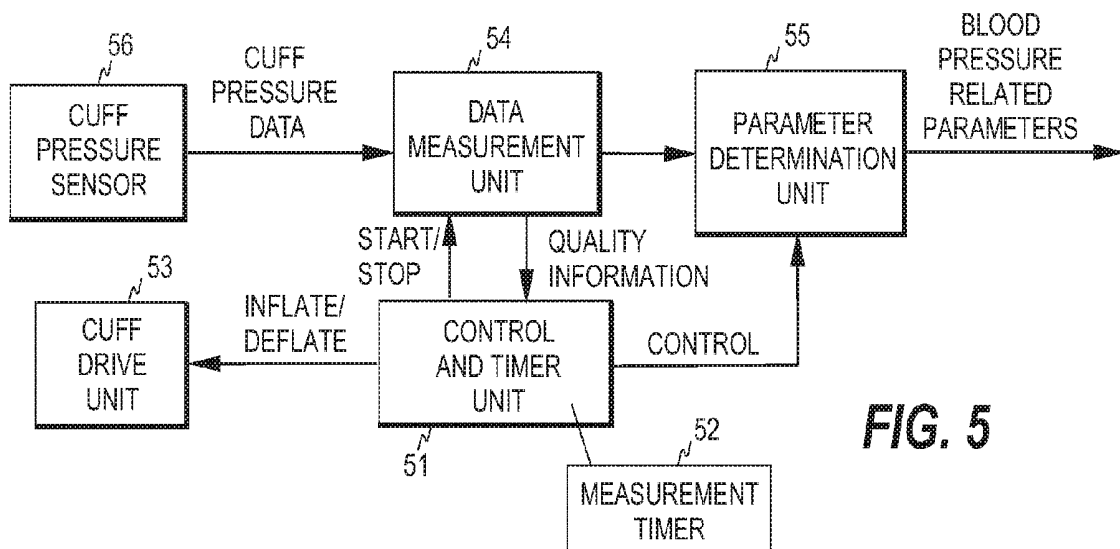 56
CUFF
PRESSURE
SENSOR
CUFF
PRESSURE
DATA
54
DATA
MEASUREMENT
UNIT
55
PARAMETER
DETERMINATION
UNIT
BLOOD
PRESSURE
RELATED
PARAMETERS
START/
STOP
QUALITY
INFORMATION
53
CUFF
DRIVE
UNIT
INFLATE/
DEFLATE
CONTROL
AND TIMER
UNIT
51
CONTROL
52
MEASUREMENT
TIMER
FIG. 5